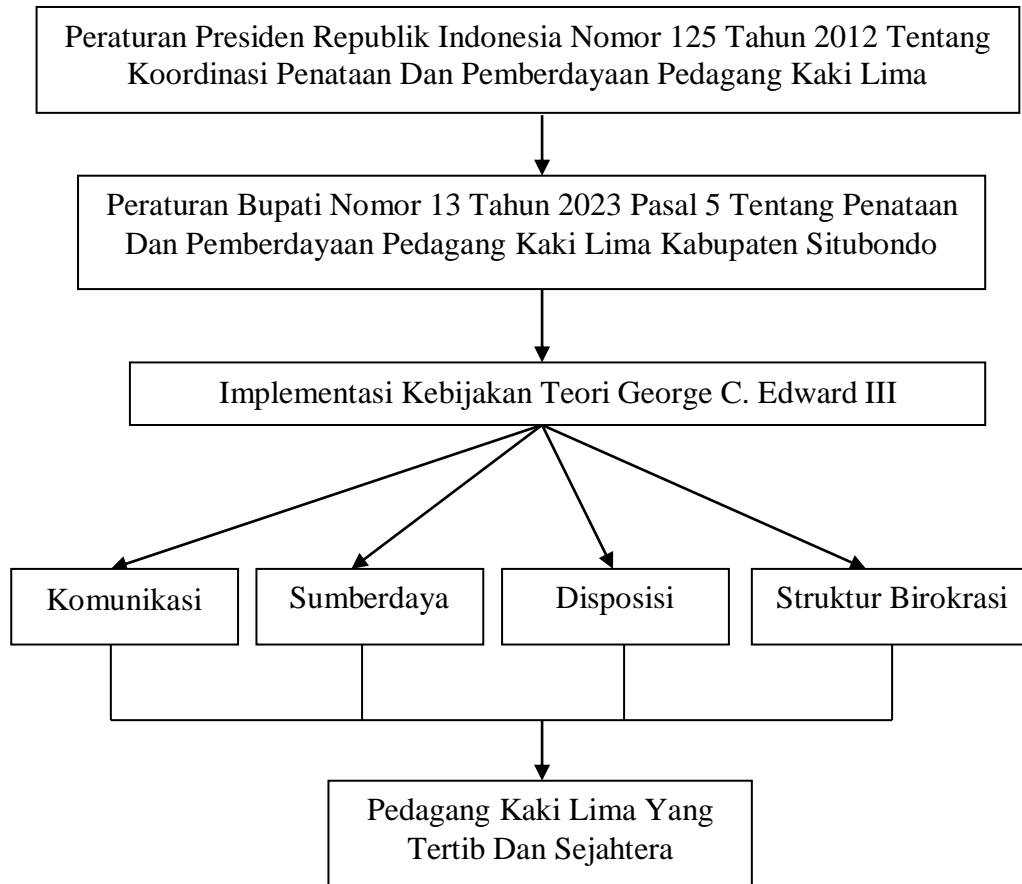 Peraturan Presiden Republik Indonesia Nomor 125 Tahun 2012 Tentang
Koordinasi Penataan Dan Pemberdayaan Pedagang Kaki Lima
Peraturan Bupati Nomor 13 Tahun 2023 Pasal 5 Tentang Penataan
Dan Pemberdayaan Pedagang Kaki Lima Kabupaten Situbondo
Implementasi Kebijakan Teori George C. Edward III
Komunikasi
Sumberdaya
Disposisi
Struktur Birokrasi
Pedagang Kaki Lima Yang
Tertib Dan Sejahtera